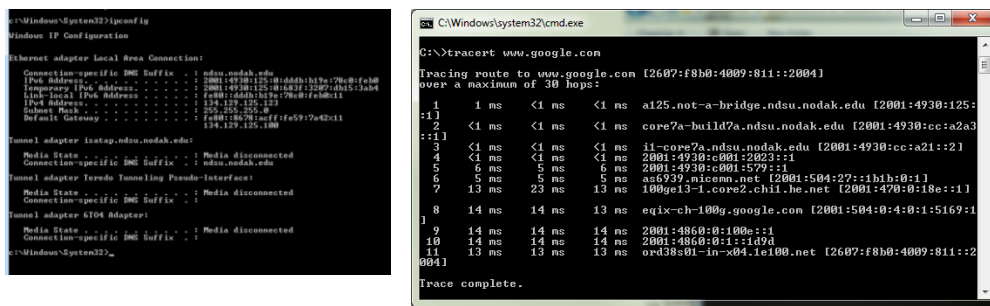 c:\Windows\System32>ipconfig
Windows IP Configuration
Ethernet adapter Local Area Connection:
Connection-specific DNS Suffix . : ndsu.nodak.edu
IPv6 Address. . . . . . . . . . . : 2001:4930:125:0:dddb:b19e:78c0:feb0
Temporary IPv6 Address. . . . . . : 2001:4930:125:0:683f:3207:db15:3ab4
Link-local IPv6 Address . . . . . : fe80::dddb:b19e:78c0:feb0%11
IPv4 Address. . . . . . . . . . . : 134.129.125.123
Subnet Mask . . . . . . . . . . . : 255.255.255.0
Default Gateway . . . . . . . . . : fe80::8678:acff:fe59:7a42%11
134.129.125.100
Tunnel adapter isatap.ndsu.nodak.edu:
Media State . . . . . . . . . . . : Media disconnected
Connection-specific DNS Suffix . : ndsu.nodak.edu
Tunnel adapter Teredo Tunneling Pseudo-Interface:
Media State . . . . . . . . . . . : Media disconnected
Connection-specific DNS Suffix . :
Tunnel adapter 6TO4 Adapter:
Media State . . . . . . . . . . . : Media disconnected
Connection-specific DNS Suffix . :
c:\Windows\System32>_
C:\Windows\system32\cmd.exe
C:\>tracert www.google.com
Tracing route to www.google.com [2607:f8b0:4009:811::2004]
over a maximum of 30 hops:
1 1 ms <1 ms <1 ms a125.not-a-bridge.ndsu.nodak.edu [2001:4930:125:
:1]
2 <1 ms <1 ms <1 ms core7a-build7a.ndsu.nodak.edu [2001:4930:cc:a2a3
::1]
3 <1 ms <1 ms <1 ms i1-core7a.ndsu.nodak.edu [2001:4930:cc:a21::2]
4 <1 ms <1 ms <1 ms 2001:4930:c001:2023::1
5 6 ms 5 ms 6 ms 2001:4930:c001:579::1
6 5 ms 5 ms 5 ms as6939.micemn.net [2001:504:27::1b1b:0:1]
7 13 ms 23 ms 13 ms 100ge13-1.core2.chi1.he.net [2001:470:0:18e::1]
8 14 ms 14 ms 13 ms eqix-ch-100g.google.com [2001:504:0:4:0:1:5169:1
]
9 14 ms 14 ms 14 ms 2001:4860:0:100e::1
10 14 ms 14 ms 14 ms 2001:4860:0:1::1d9d
11 13 ms 13 ms 13 ms ord38s01-in-x04.1e100.net [2607:f8b0:4009:811::2
004]
Trace complete.